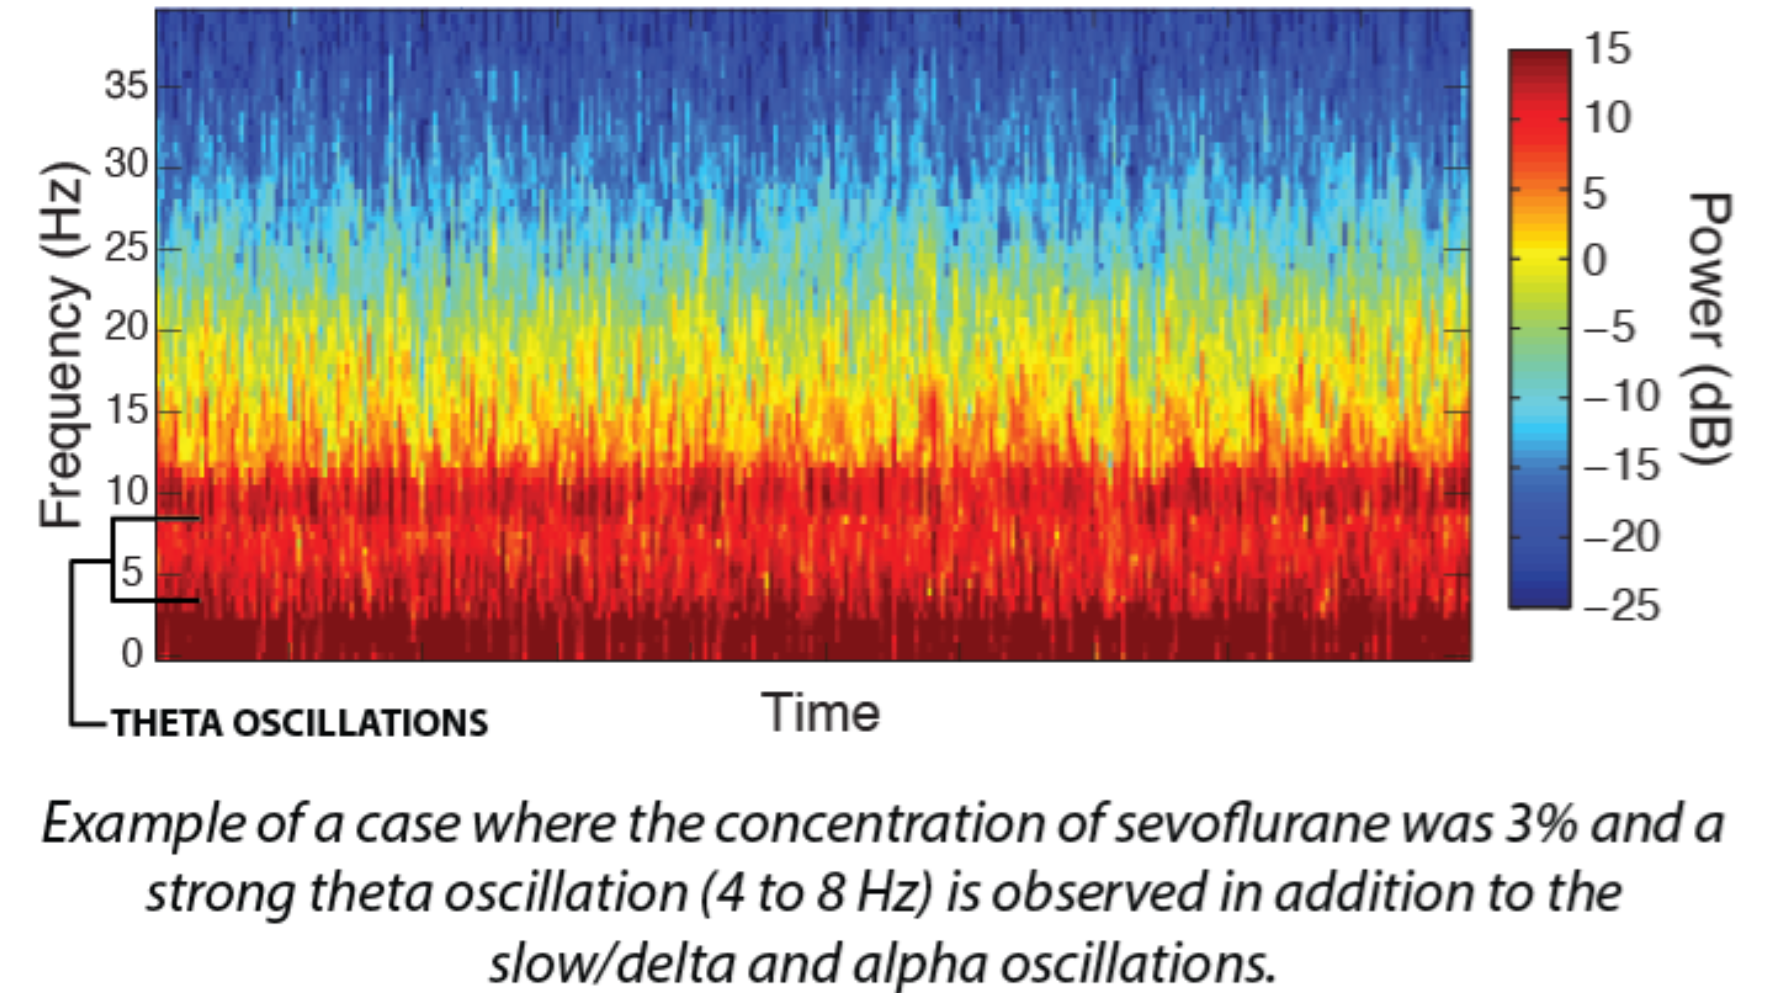 35
30
25
20
15
10
5
0
Frequency (Hz)
Time
THETA OSCILLATIONS
15
10
5
0
−5
−10
−15
−20
−25
Power (dB)
Example of a case where the concentration of sevoflurane was 3% and a
strong theta oscillation (4 to 8 Hz) is observed in addition to the
slow/delta and alpha oscillations.